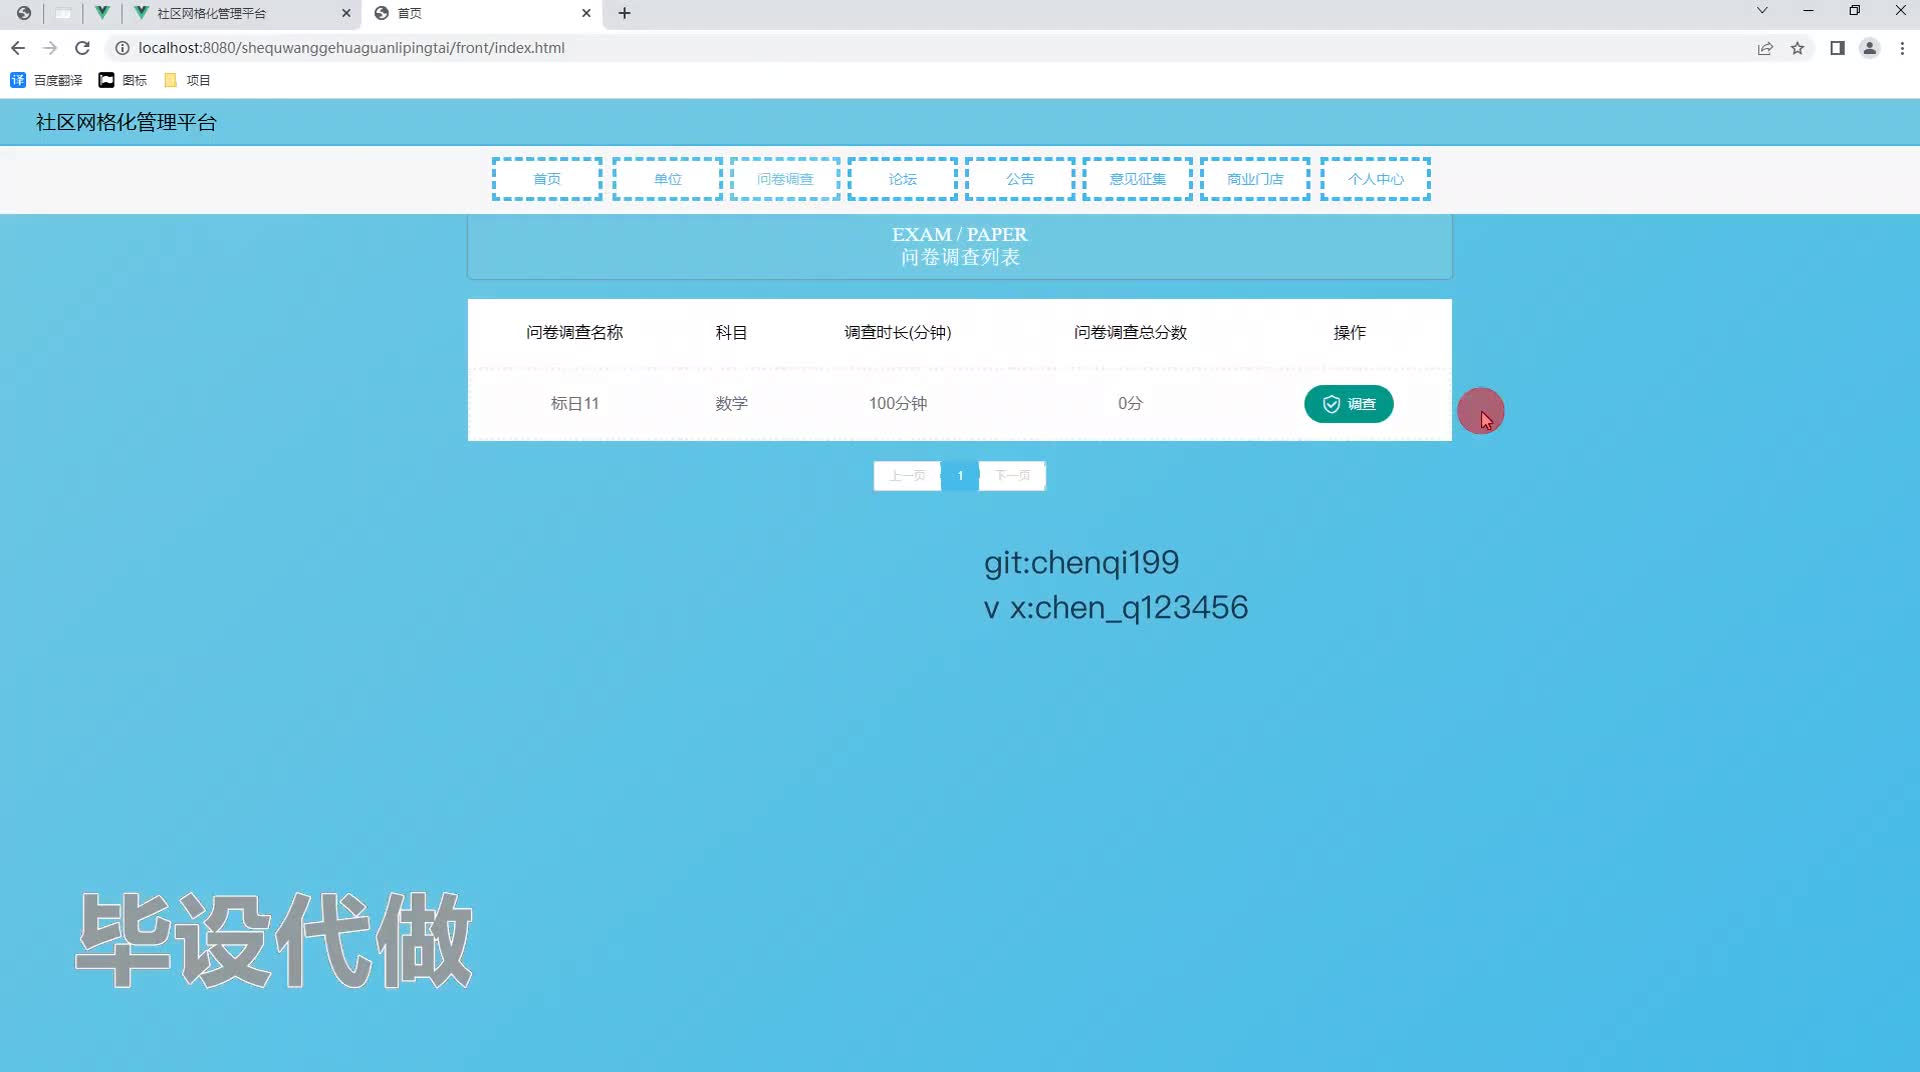 社区网格化管理平台
首页
localhost:8080/shequwanggehuaguanlipingtai/front/index.html
百度翻译
图标
项目
社区网格化管理平台
首页
单位
问卷调查
论坛
公告
意见征集
商业门店
个人中心
EXAM / PAPER
问卷调查列表
问卷调查名称
科目
调查时长(分钟)
问卷调查总分数
操作
标日11
数学
100分钟
0分
调查
上一页
1
下一页
git:chenqi199
v x:chen_q123456
毕设代做